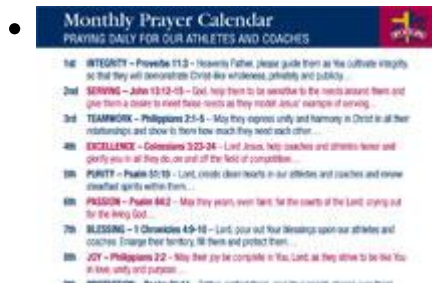 Monthly Prayer Calendar
PRAYING DAILY FOR OUR ATHLETES AND COACHES
1st INTEGRITY – Proverbs 11:3 – Heavenly Father, please guide them as You cultivate integrity,
so that they will demonstrate Christ-like wholeness, privately and publicly...
2nd SERVING – John 13:12-15 – God, help them to be sensitive to the needs around them and
give them a desire to meet those needs as they model Jesus' example of serving...
3rd TEAMWORK – Philippians 2:1-5 – May they express unity and harmony in Christ in all their
relationships and show to them how much they need each other...
4th EXCELLENCE – Colossians 3:23-24 – Lord Jesus, help coaches and athletes honor and
glorify you in all they do, on and off the field of competition...
5th PURITY – Psalm 51:10 – Lord, create clean hearts in our athletes and coaches and renew
steadfast spirits within them...
6th PASSION – Psalm 84:2 – May they yearn, even faint, for the courts of the Lord, crying out
for the living God...
7th BLESSING – 1 Chronicles 4:9-10 – Lord, pour out Your blessings upon our athletes and
coaches. Enlarge their territory, fill them and protect them...
8th JOY – Philippians 2:2 – May their joy be complete in You, Lord, as they strive to be like You
in love, unity and purpose...